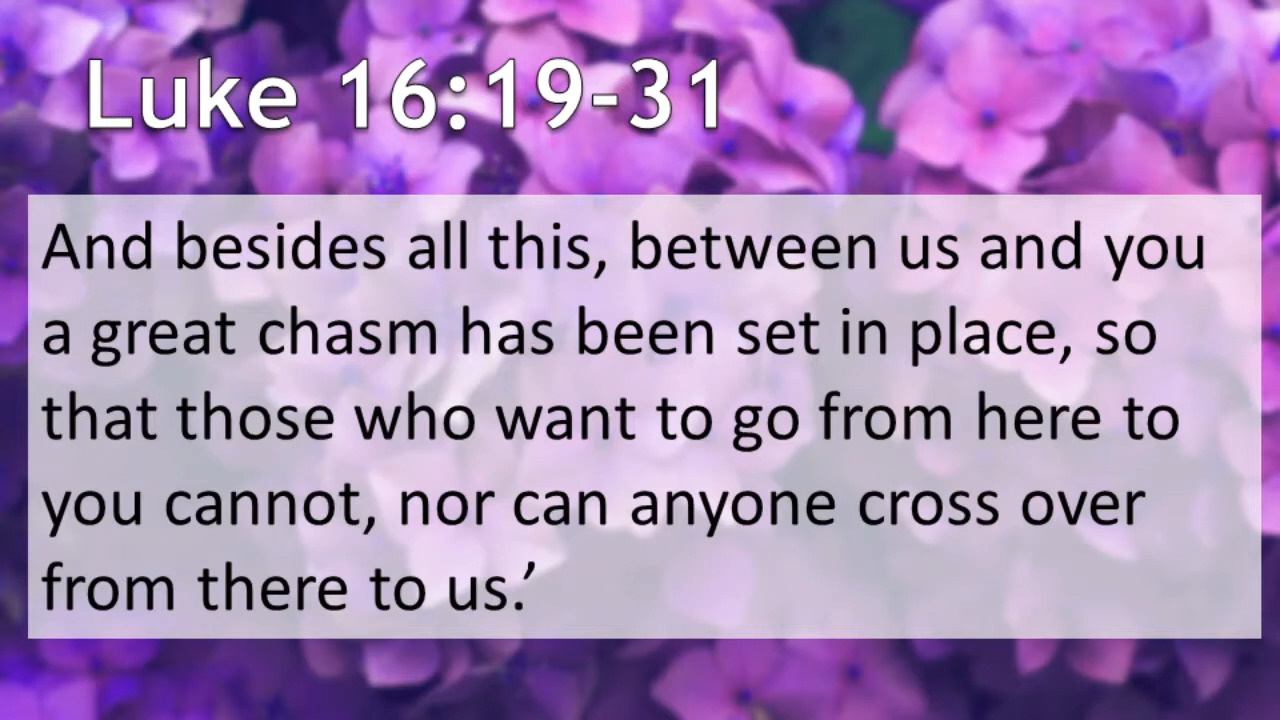 Luke 16:19-31
And besides all this, between us and you
a great chasm has been set in place, so
that those who want to go from here to
you cannot, nor can anyone cross over
from there to us.’